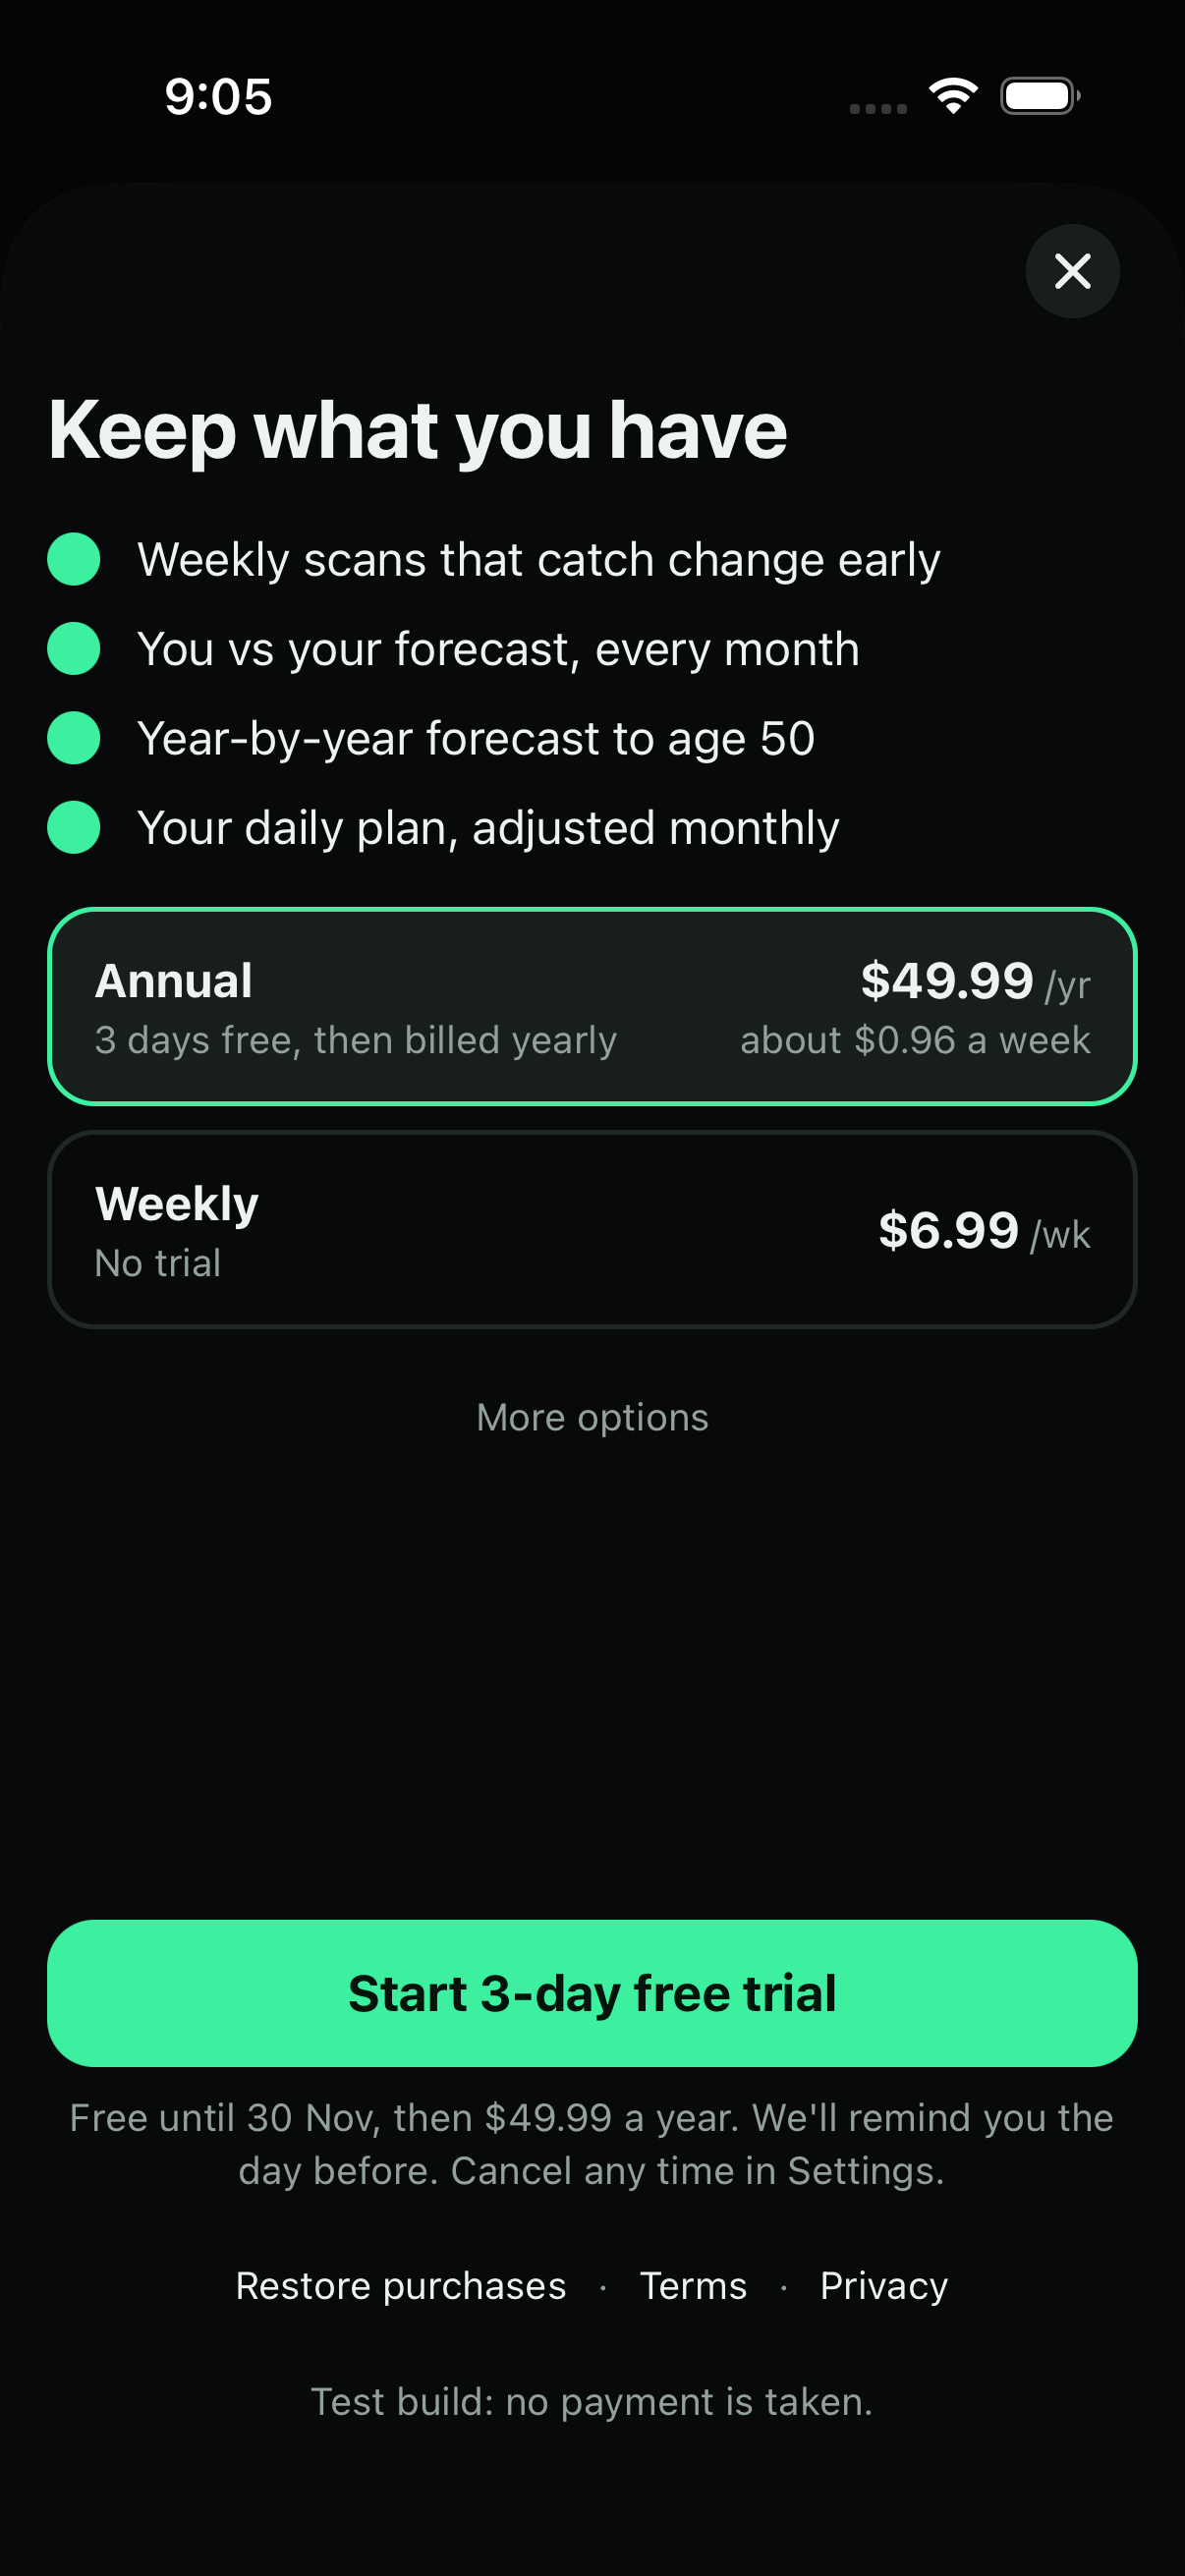 9:05
Keep what you have
Weekly scans that catch change early
You vs your forecast, every month
Year-by-year forecast to age 50
Your daily plan, adjusted monthly
Annual
$49.99 /yr
3 days free, then billed yearly
about $0.96 a week
Weekly
No trial
$6.99 /wk
More options
Start 3-day free trial
Free until 30 Nov, then $49.99 a year. We'll remind you the
day before. Cancel any time in Settings.
Restore purchases · Terms · Privacy
Test build: no payment is taken.